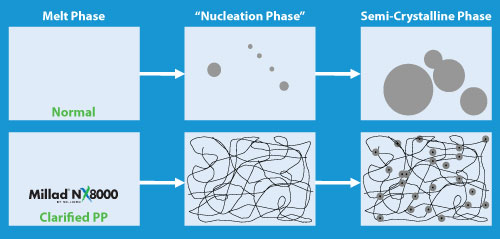 Melt Phase
“Nucleation Phase”
Semi-Crystalline Phase
Normal
Millad NX8000
Clarified PP